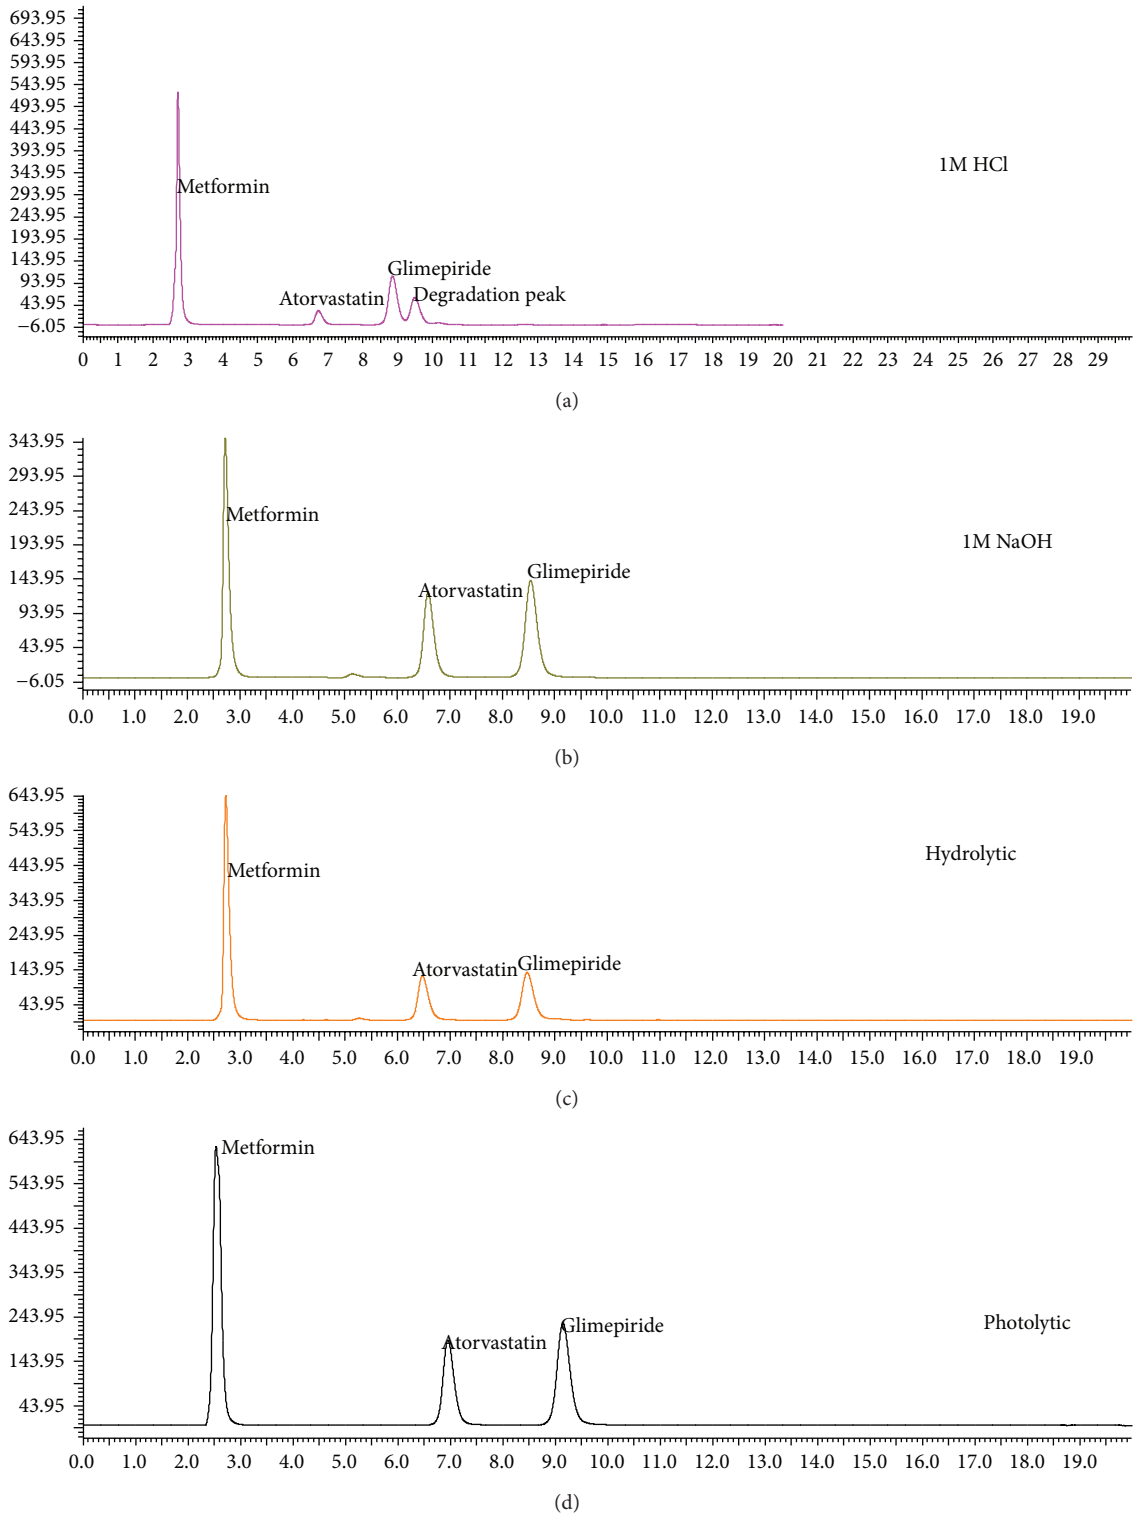 693.95
643.95
593.95
543.95
493.95
443.95
393.95
343.95
293.95
243.95
193.95
143.95
93.95
43.95
−6.05
1M HCl
Metformin
Atorvastatin
Glimepiride
Degradation peak
0 1 2 3 4 5 6 7 8 9 10 11 12 13 14 15 16 17 18 19 20 21 22 23 24 25 26 27 28 29
(a)
343.95
293.95
243.95
193.95
143.95
93.95
43.95
−6.05
Metformin
1M NaOH
Atorvastatin
Glimepiride
0.0 1.0 2.0 3.0 4.0 5.0 6.0 7.0 8.0 9.0 10.0 11.0 12.0 13.0 14.0 15.0 16.0 17.0 18.0 19.0
(b)
643.95
543.95
443.95
343.95
243.95
143.95
43.95
Hydrolytic
Metformin
Atorvastatin
Glimepiride
0.0 1.0 2.0 3.0 4.0 5.0 6.0 7.0 8.0 9.0 10.0 11.0 12.0 13.0 14.0 15.0 16.0 17.0 18.0 19.0
(c)
643.95
543.95
443.95
343.95
243.95
143.95
43.95
Metformin
Photolytic
Atorvastatin
Glimepiride
0.0 1.0 2.0 3.0 4.0 5.0 6.0 7.0 8.0 9.0 10.0 11.0 12.0 13.0 14.0 15.0 16.0 17.0 18.0 19.0
(d)